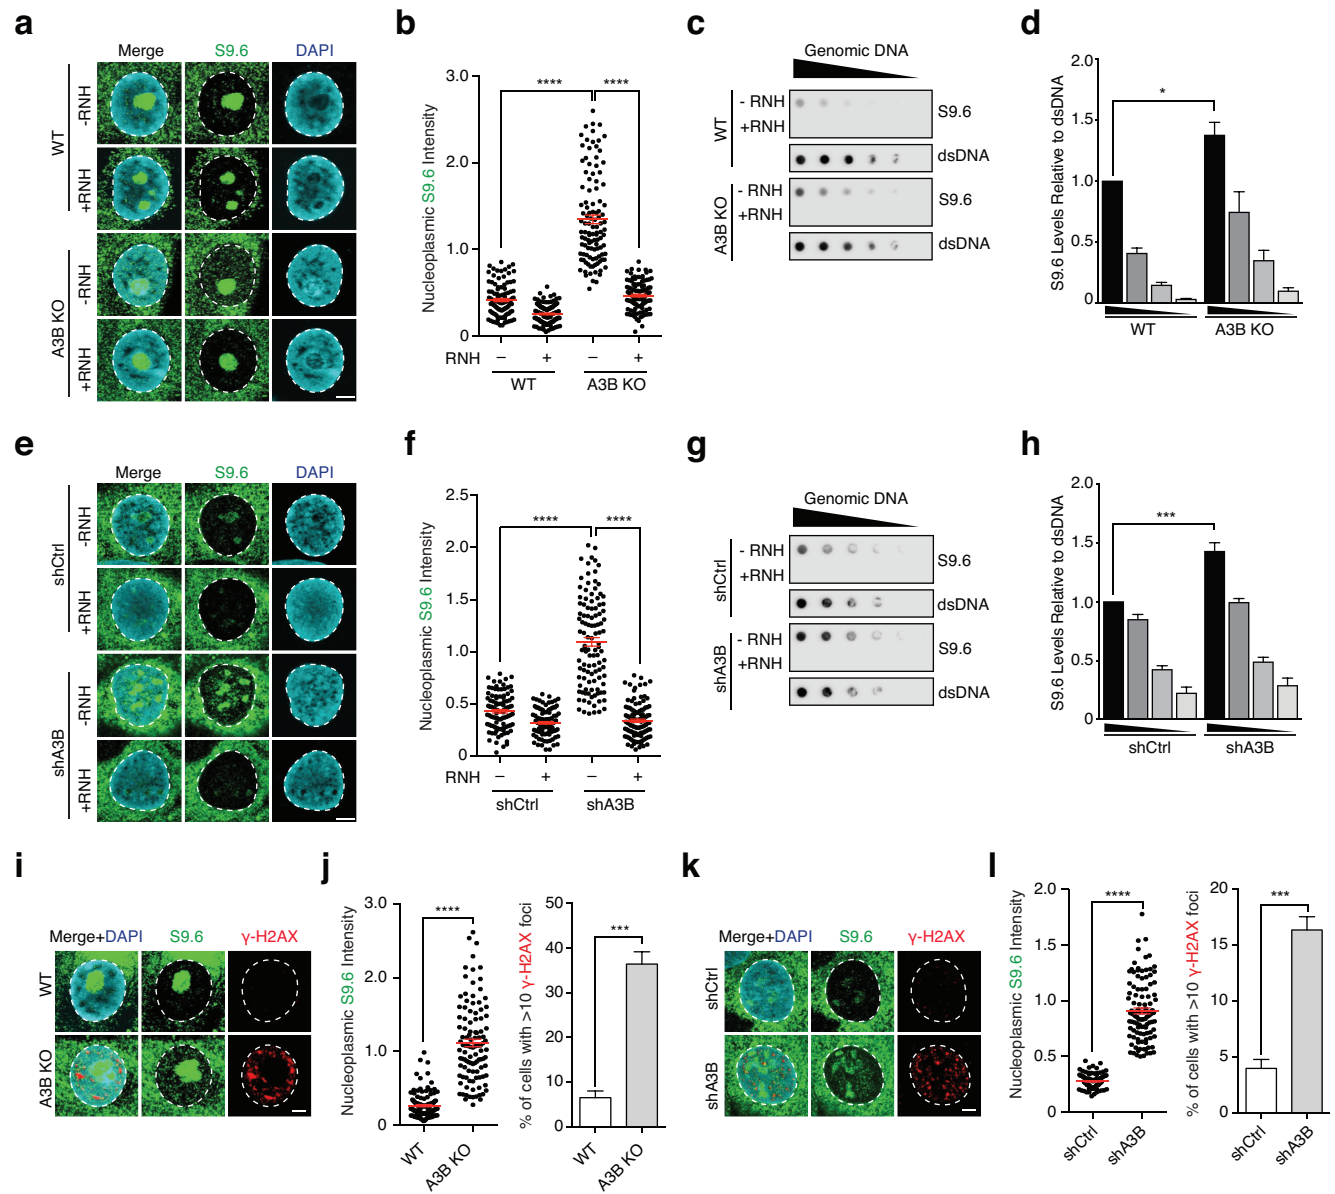 a
Merge S9.6 DAPI
WT
-RNH
+RNH
A3B KO
-RNH
+RNH
b
Nucleoplasmic S9.6 Intensity
3.0
2.0
1.0
0
**** ****
RNH – + – +
WT A3B KO
c
Genomic DNA
WT
- RNH
+RNH
S9.6
dsDNA
A3B KO
- RNH
+RNH
S9.6
dsDNA
d
S9.6 Levels Relative to dsDNA
2.0
1.5
1.0
0.5
0
*
WT A3B KO
e
Merge S9.6 DAPI
shCtrl
-RNH
+RNH
shA3B
-RNH
+RNH
f
Nucleoplasmic S9.6 Intensity
2.5
2.0
1.5
1.0
0.5
0
**** ****
RNH – + – +
shCtrl shA3B
g
Genomic DNA
shCtrl
- RNH
+RNH
S9.6
dsDNA
shA3B
- RNH
+RNH
S9.6
dsDNA
h
S9.6 Levels Relative to dsDNA
2.0
1.5
1.0
0.5
0
***
shCtrl shA3B
i
Merge+DAPI S9.6 γ-H2AX
WT
A3B KO
j
Nucleoplasmic S9.6 Intensity
3.0
2.0
1.0
0
****
WT A3B KO
% of cells with >10 γ-H2AX foci
50
40
30
20
10
0
***
WT A3B KO
k
Merge+DAPI S9.6 γ-H2AX
shCtrl
shA3B
l
Nucleoplasmic S9.6 Intensity
2.0
1.5
1.0
0.5
0
****
shCtrl shA3B
% of cells with >10 γ-H2AX foci
20
15
10
5
0
***
shCtrl shA3B